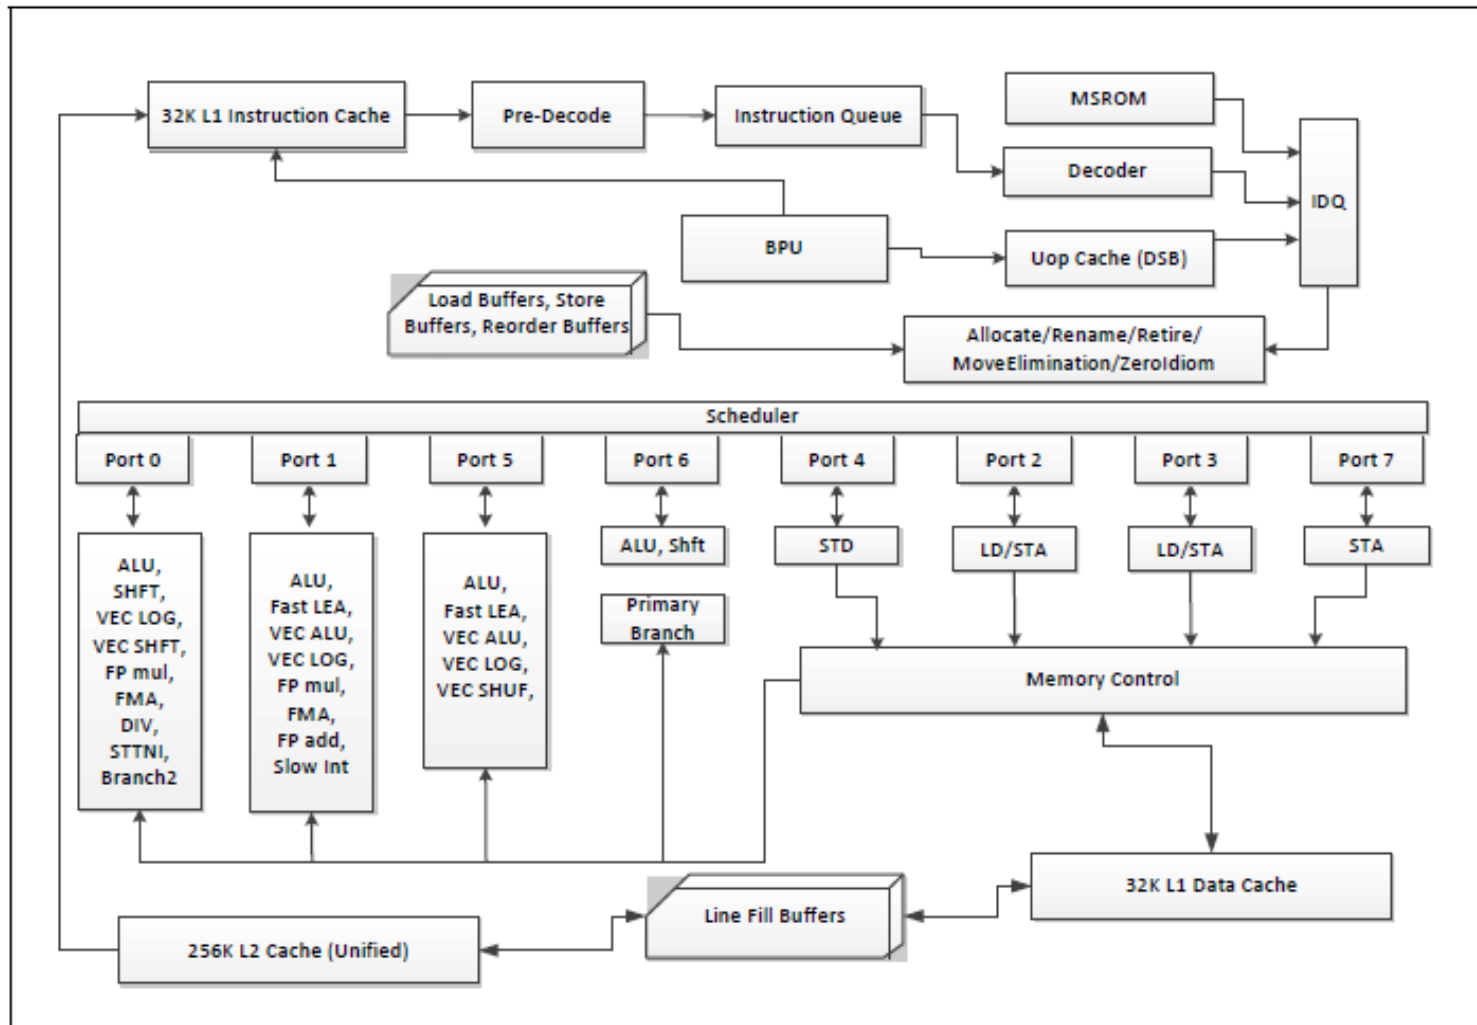 32K L1 Instruction Cache
Pre-Decode
Instruction Queue
MSROM
Decoder
IDQ
BPU
Uop Cache (DSB)
Load Buffers, Store
Buffers, Reorder Buffers
Allocate/Rename/Retire/
MoveElimination/ZeroIdiom
Scheduler
Port 0
Port 1
Port 5
Port 6
Port 4
Port 2
Port 3
Port 7
ALU,
SHFT,
VEC LOG,
VEC SHFT,
FP mul,
FMA,
DIV,
STTNI,
Branch2
ALU,
Fast LEA,
VEC ALU,
VEC LOG,
FP mul,
FMA,
FP add,
Slow Int
ALU,
Fast LEA,
VEC ALU,
VEC LOG,
VEC SHUF,
ALU, Shft
Primary
Branch
STD
LD/STA
LD/STA
STA
Memory Control
32K L1 Data Cache
Line Fill Buffers
256K L2 Cache (Unified)